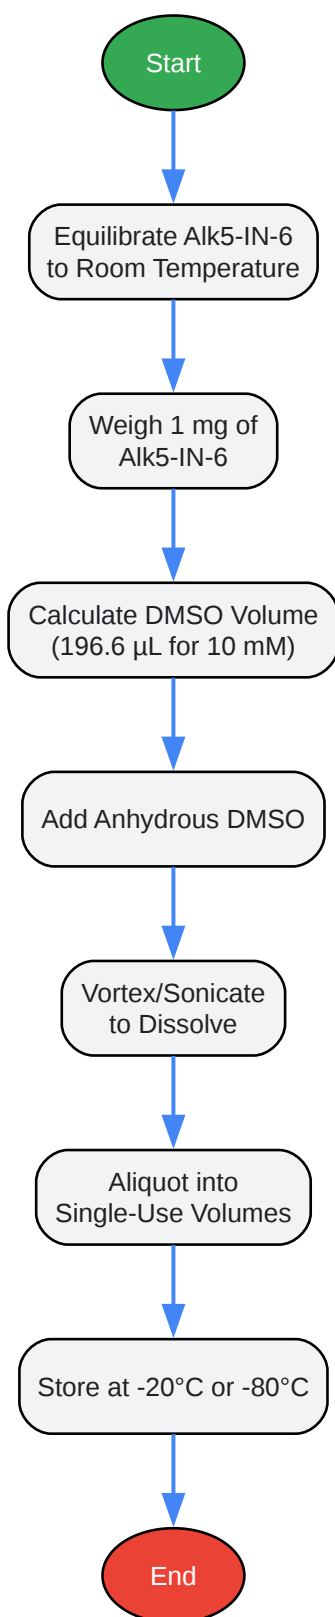 Start
Equilibrate Alk5-IN-6
to Room Temperature
Weigh 1 mg of
Alk5-IN-6
Calculate DMSO Volume
(196.6 µL for 10 mM)
Add Anhydrous DMSO
Vortex/Sonicate
to Dissolve
Aliquot into
Single-Use Volumes
Store at -20°C or -80°C
End